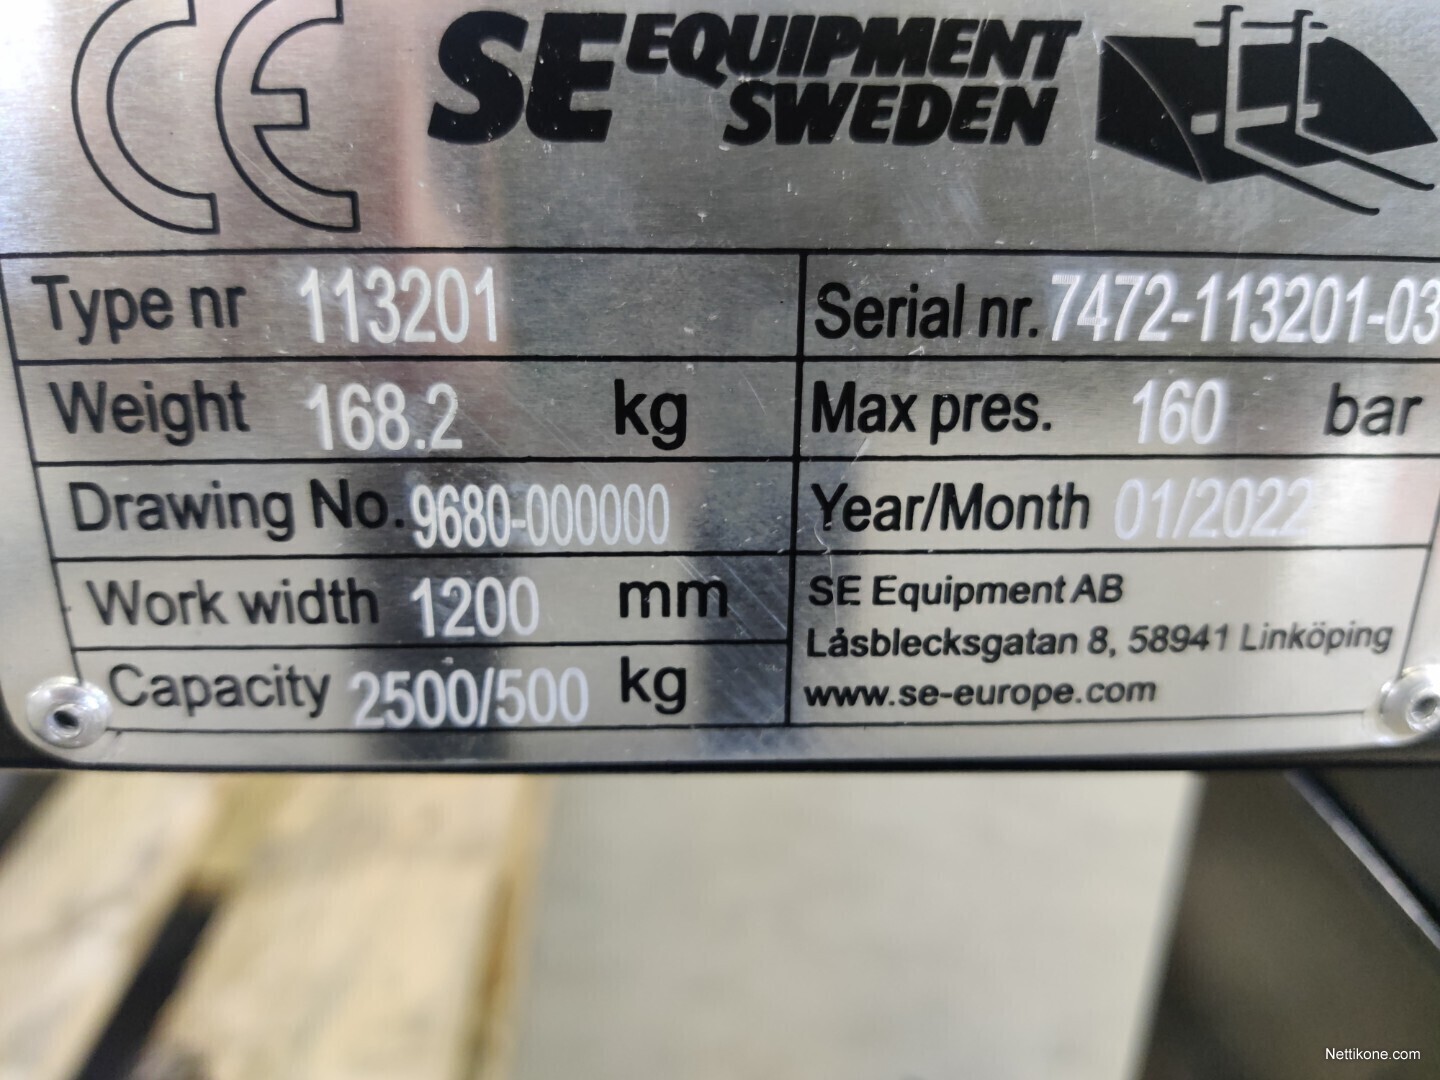 CE SE EQUIPMENT
SWEDEN
Type nr 113201
Serial nr. 7472-113201-03
Weight 168.2 kg
Max pres. 160 bar
Drawing No. 9680-000000
Year/Month 01/2022
Work width 1200 mm
Capacity 2500/500 kg
SE Equipment AB
Låsblecksgatan 8, 58941 Linköping
www.se-europe.com
Nettikone.com